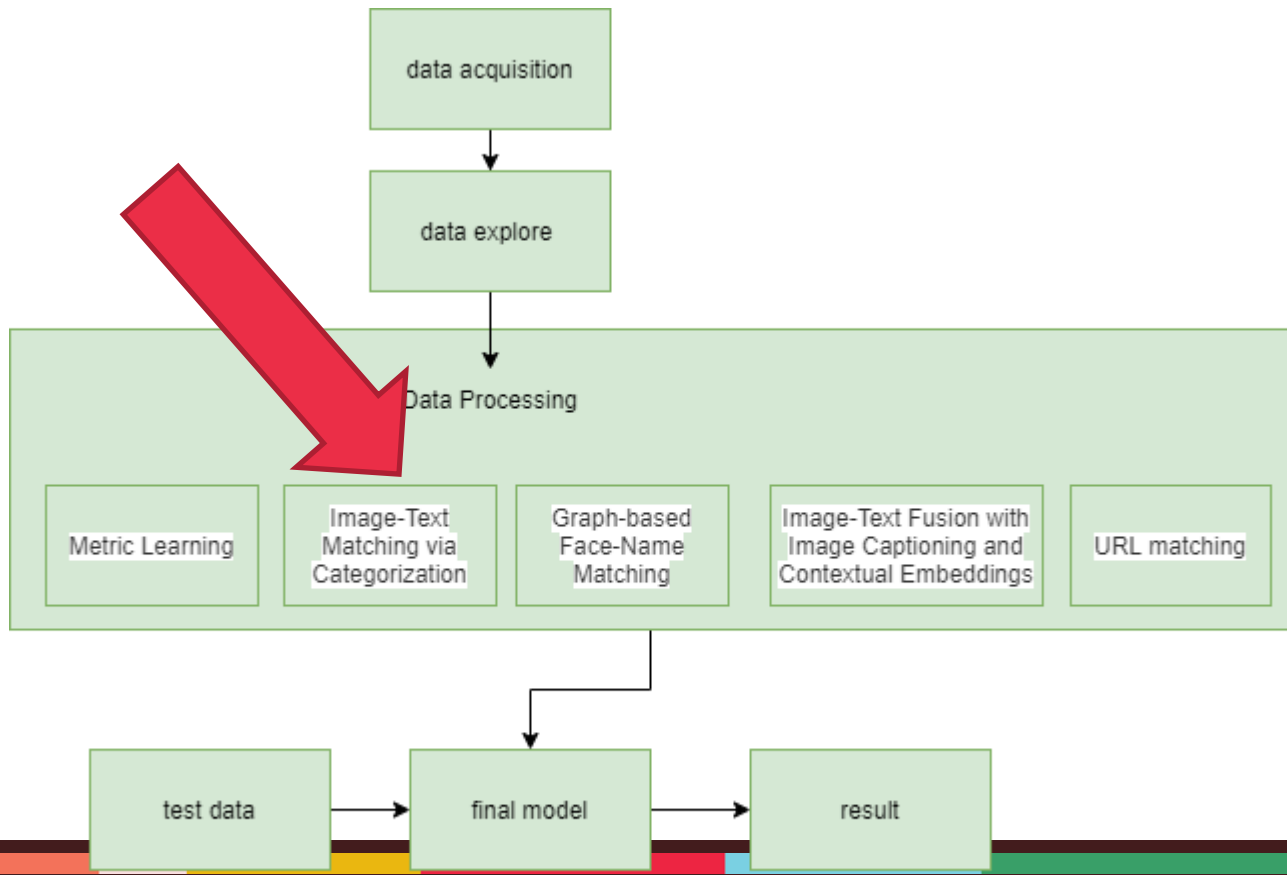 data acquisition
data explore
Data Processing
Metric Learning
Image-Text
Matching via
Categorization
Graph-based
Face-Name
Matching
Image-Text Fusion with
Image Captioning and
Contextual Embeddings
URL matching
test data
final model
result